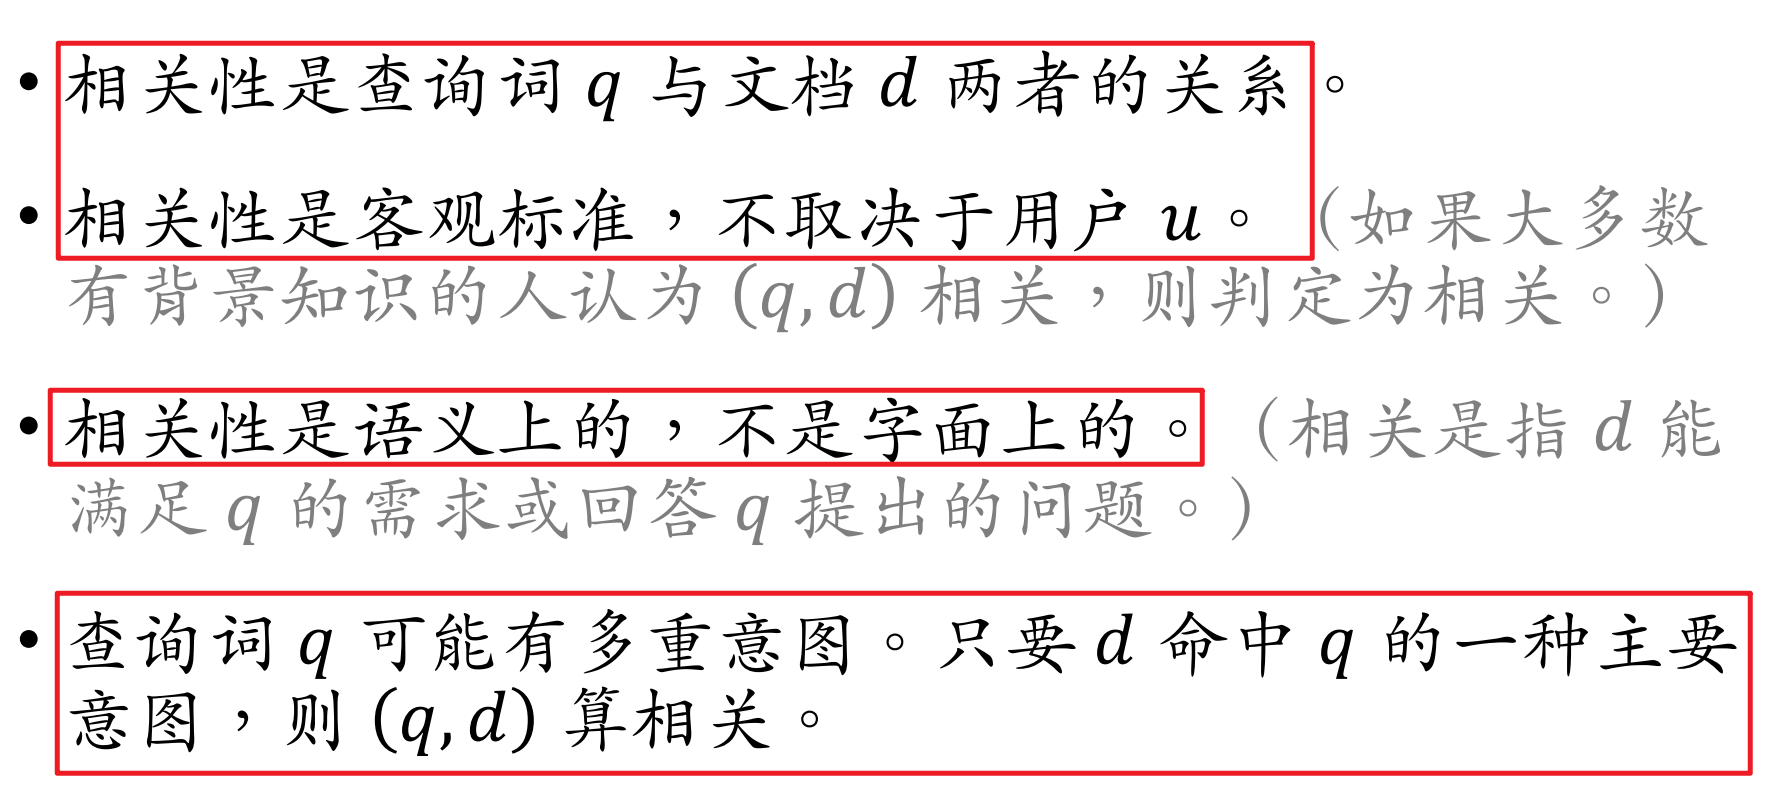 • 相关性是查询词 q 与文档 d 两者的关系。
• 相关性是客观标准，不取决于用户 u。（如果大多数
有背景知识的人认为 (q,d) 相关，则判定为相关。）
• 相关性是语义上的，不是字面上的。（相关是指 d 能
满足 q 的需求或回答 q 提出的问题。）
• 查询词 q 可能有多重意图。只要 d 命中 q 的一种主要
意图，则 (q,d) 算相关。